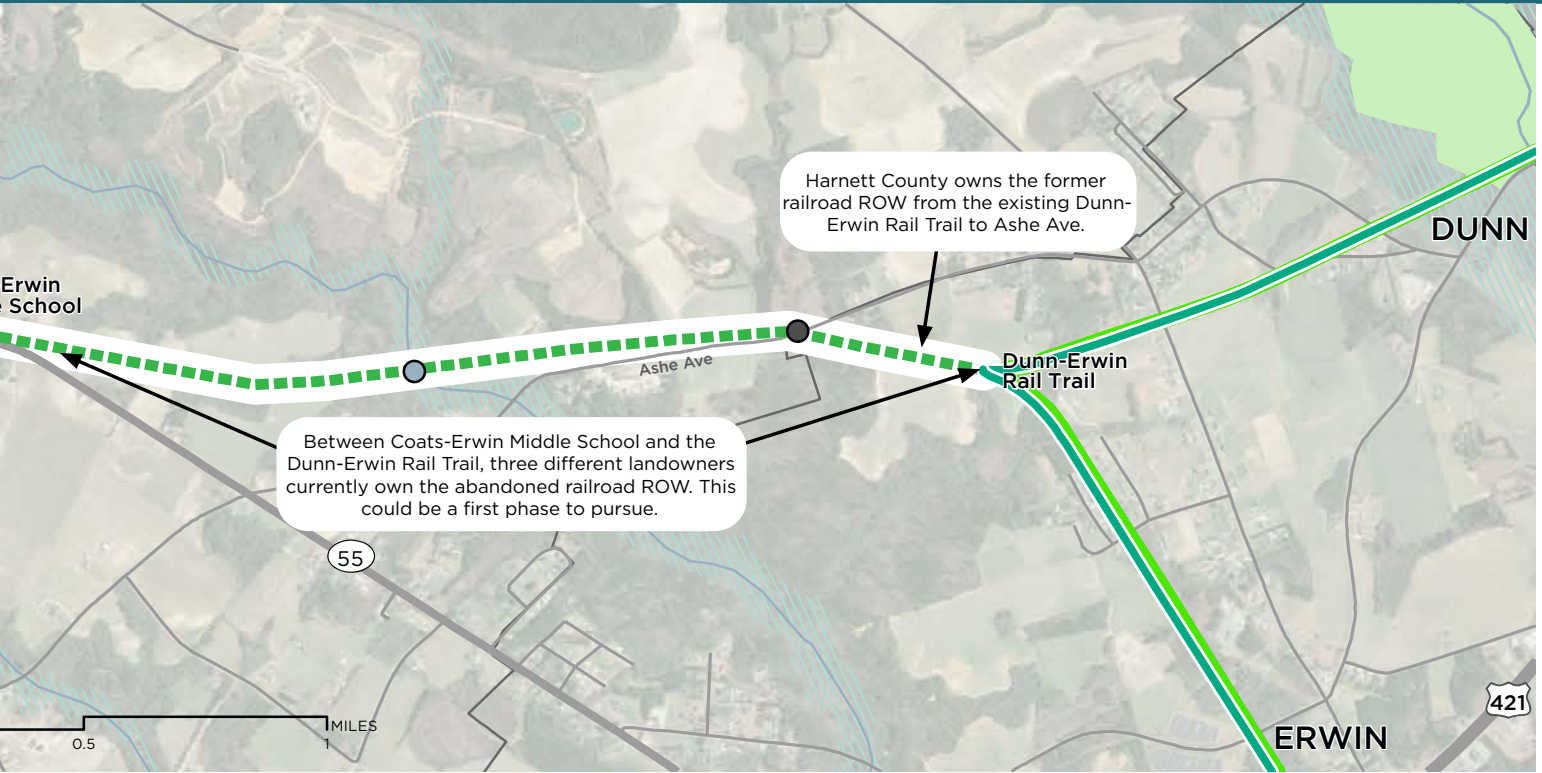 Harnett County owns the former
railroad ROW from the existing Dunn-
Erwin Rail Trail to Ashe Ave.
DUNN
Erwin
School
Dunn-Erwin
Rail Trail
Ashe Ave
Between Coats-Erwin Middle School and the
Dunn-Erwin Rail Trail, three different landowners
currently own the abandoned railroad ROW. This
could be a first phase to pursue.
55
421
MILES
0.5
1
ERWIN